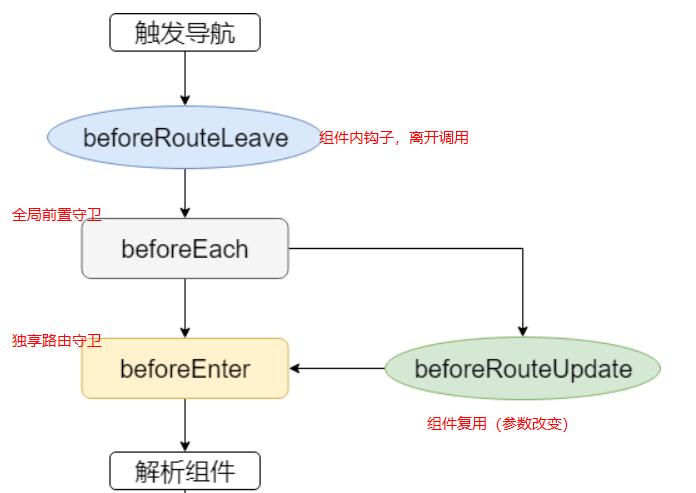 触发导航
beforeRouteLeave
组件内钩子，离开调用
全局前置守卫
beforeEach
独享路由守卫
beforeEnter
beforeRouteUpdate
组件复用（参数改变）
解析组件